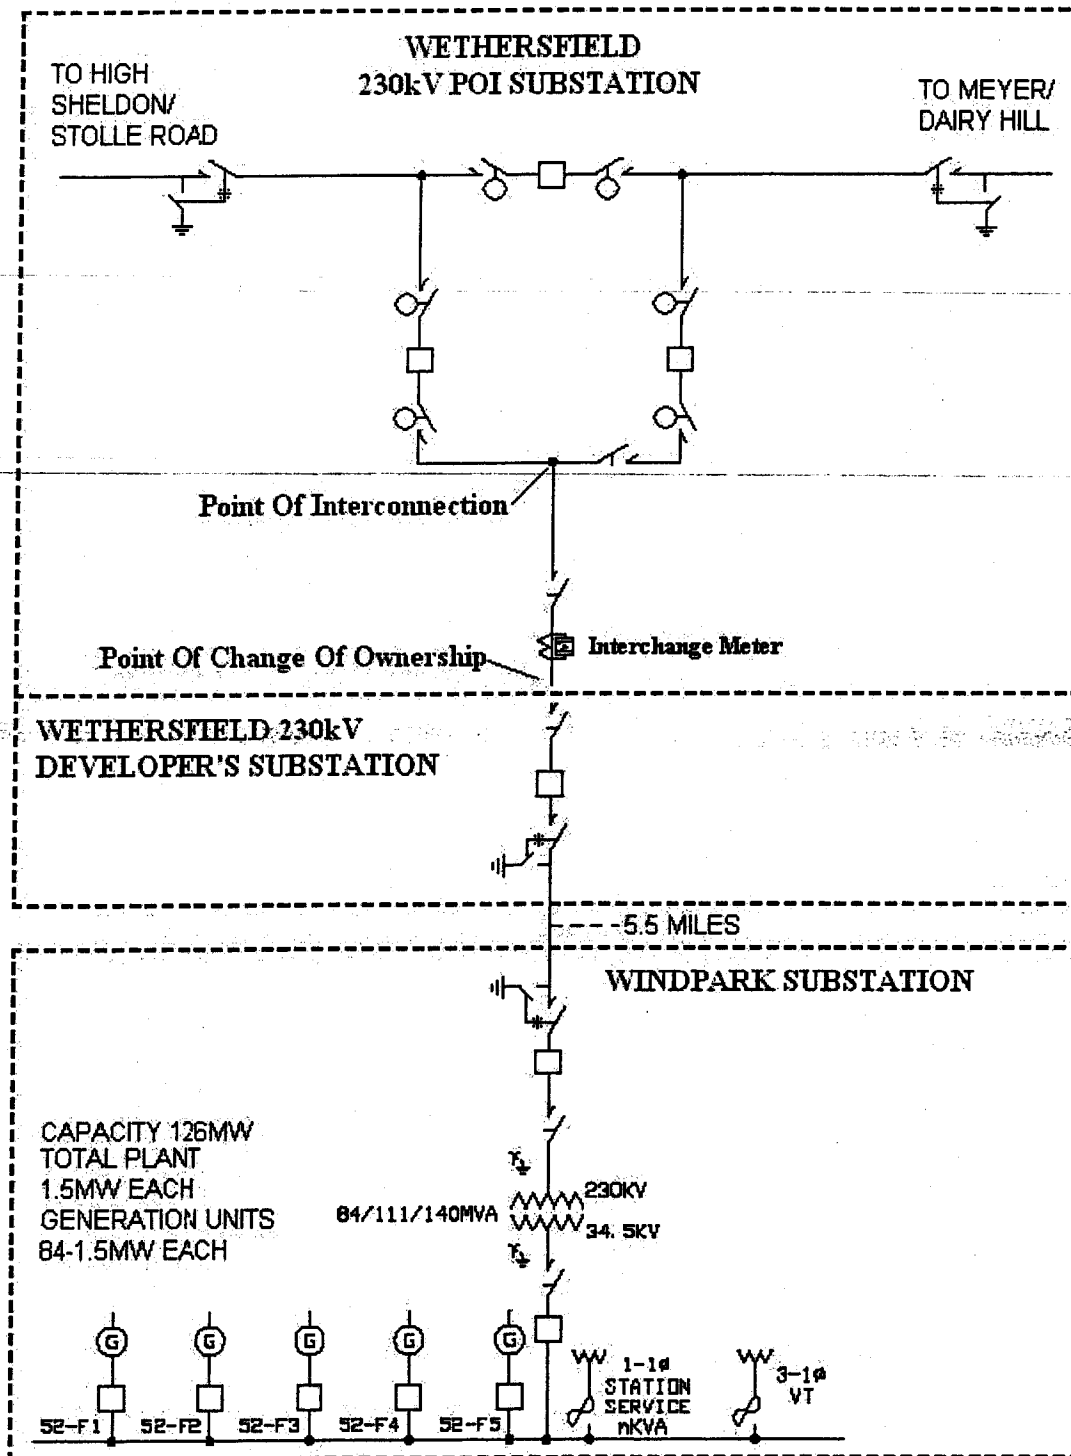 WETHERSFIELD
230kV POI SUBSTATION
TO HIGH
SHELDON/
STOLLE ROAD
TO MEYER/
DAIRY HILL
Point Of Interconnection
Interchange Meter
Point Of Change Of Ownership
WETHERSFIELD 230kV
DEVELOPER'S SUBSTATION
5.5 MILES
WINDPARK SUBSTATION
CAPACITY 126MW
TOTAL PLANT
1.5MW EACH
GENERATION UNITS
84-1.5MW EACH
230KV
84/111/140MVA
34.5KV
G G G G G
52-F1 52-F2 52-F3 52-F4 52-F5
1-1ø
STATION
SERVICE
nKVA
3-1ø
VT